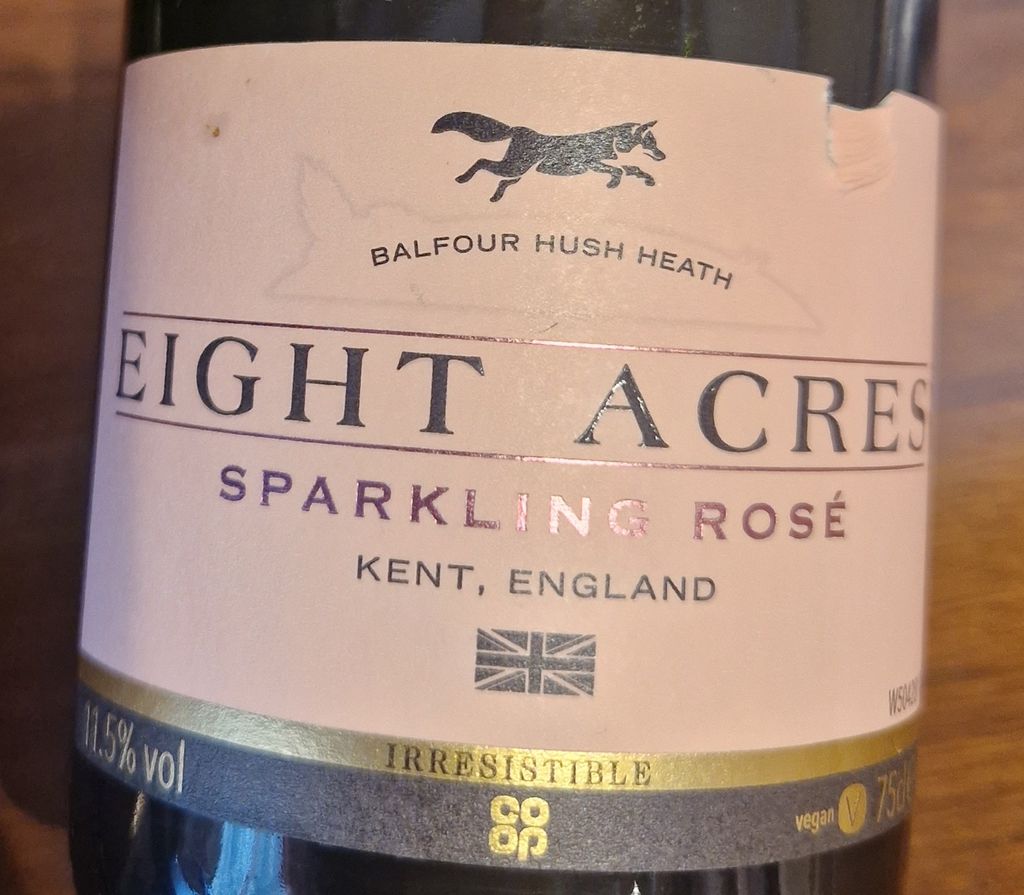 BALFOUR HUSH HEATH
EIGHT ACRES
SPARKLING ROSÉ
KENT, ENGLAND
11.5% vol
IRRESISTIBLE
CO
OP
vegan V